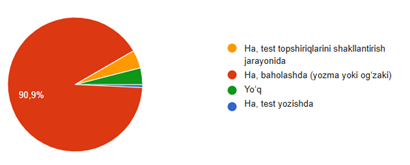 90,9%
Ha, test topshiriqlarini shakllantirish
jarayonida
Ha, baholashda (yozma yoki og'zaki)
Yo'q
Ha, test yozishda